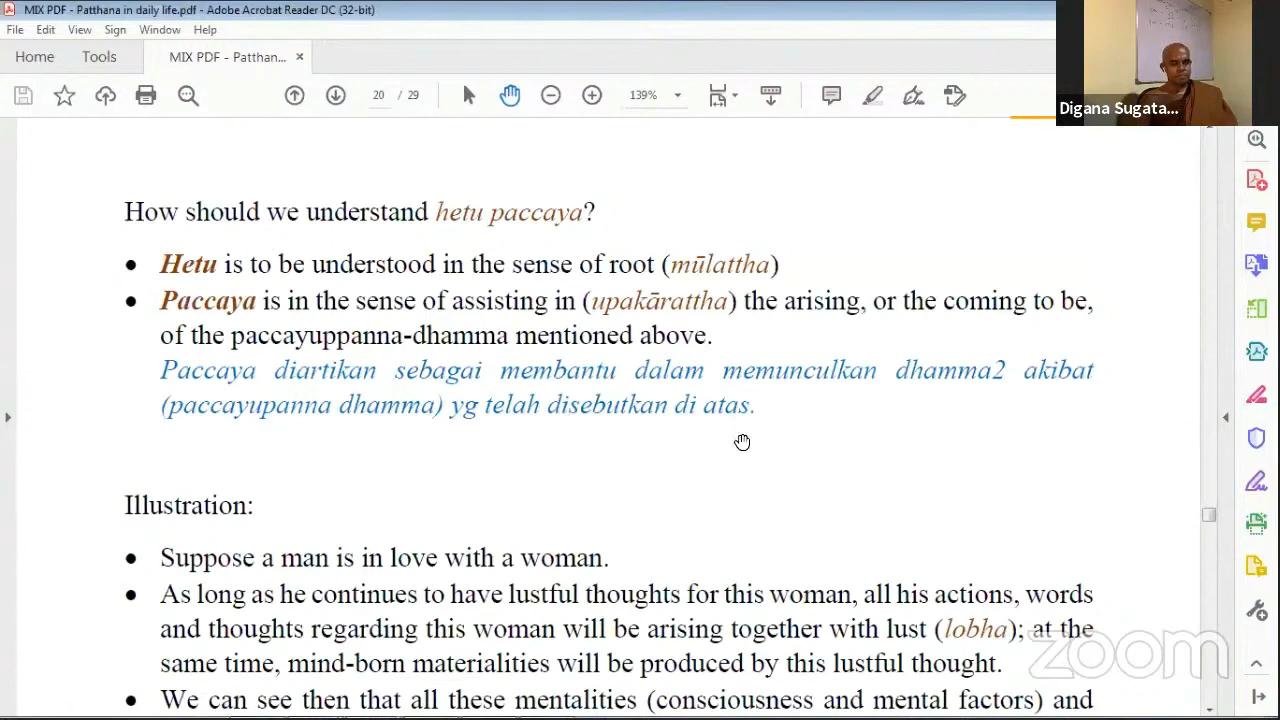 MIX PDF - Patthana in daily life.pdf - Adobe Acrobat Reader DC (32-bit)
File Edit View Sign Window Help
Home Tools MIX PDF - Patthan... ×
20 / 29 139%
Digana Sugata...
How should we understand hetu paccaya?
• Hetu is to be understood in the sense of root (mūlattha)
• Paccaya is in the sense of assisting in (upakārattha) the arising, or the coming to be,
of the paccayuppanna-dhamma mentioned above.
Paccaya diartikan sebagai membantu dalam memunculkan dhamma2 akibat
(paccayupanna dhamma) yg telah disebutkan di atas.
Illustration:
• Suppose a man is in love with a woman.
• As long as he continues to have lustful thoughts for this woman, all his actions, words
and thoughts regarding this woman will be arising together with lust (lobha); at the
same time, mind-born materialities will be produced by this lustful thought.
• We can see then that all these mentalities (consciousness and mental factors) and
zoom